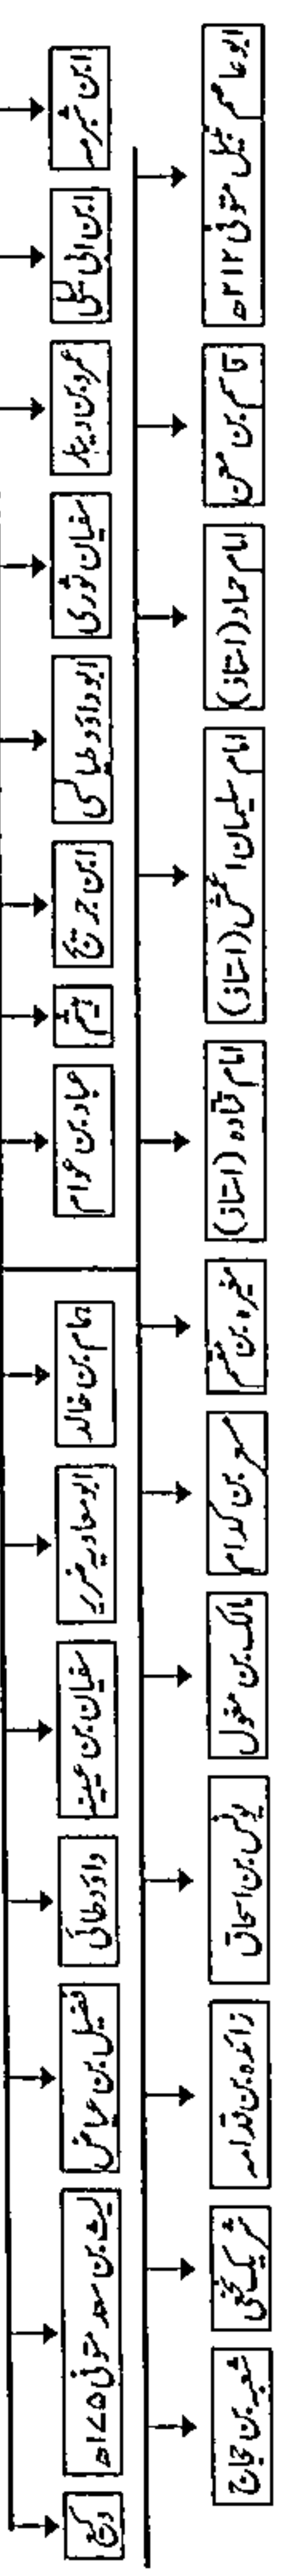 ابن شبرمہ
ابن ابی لیلی
عمرو بن دینار
سفیان ثوری
ابوداؤد طیالسی
ابن جریج
ہشیم
عباد بن عوام
ہمام بن خالد
ابومعاویہ ضریر
سفیان بن عیینہ
داؤد طائی
فضیل بن عیاض
لیث بن سعد متوفی ۱۷۵ھ
وکیع
ابو عاصم نبیل متوفی ۲۱۲ھ
قاسم بن معن
امام حماد (استاذ)
امام سلیمان اعمش (استاذ)
امام قتادہ (استاذ)
مغیرہ بن مقسم
مسعر بن کدام
مالک بن مغول
یونس بن اسحاق
زائدہ بن قدامہ
شریک نخعی
شعبہ بن حجاج